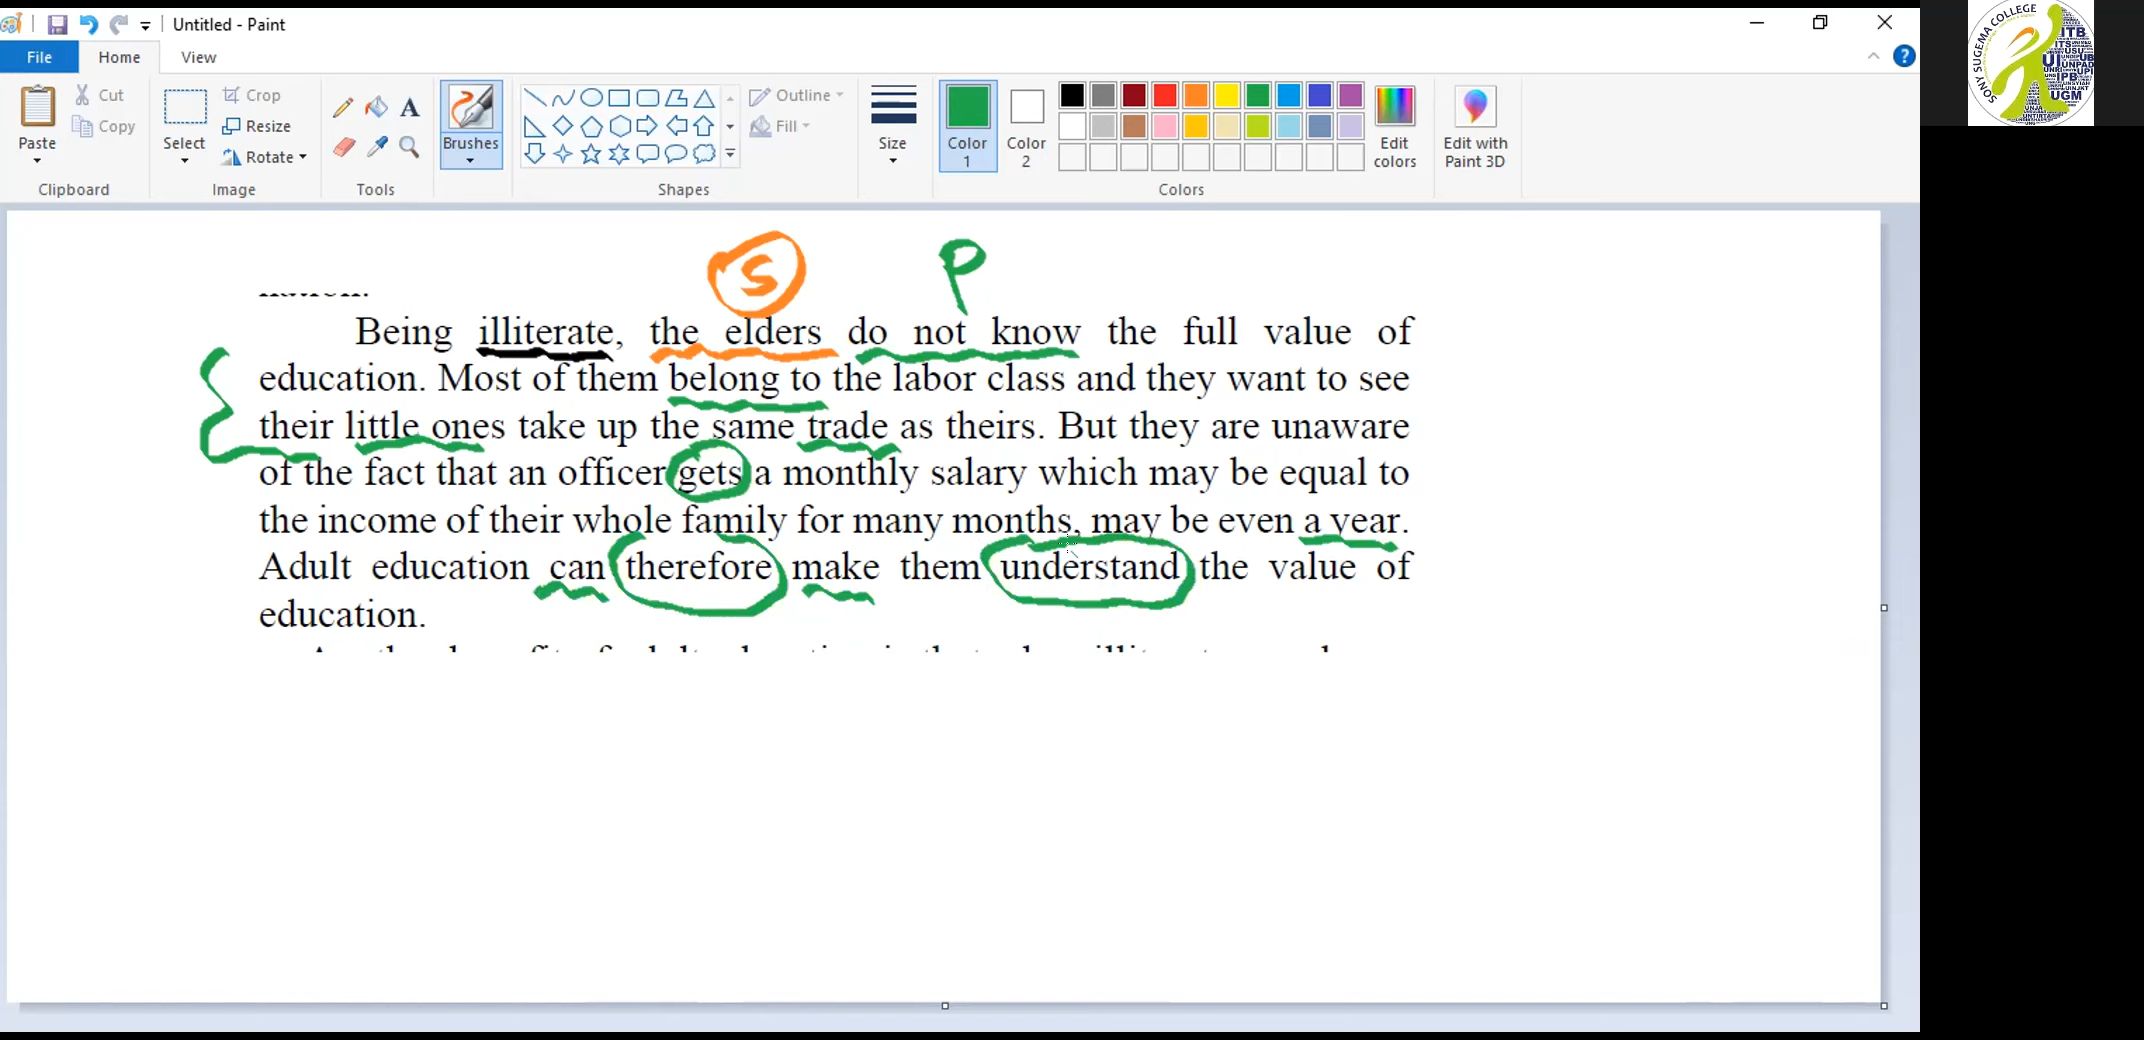 Untitled - Paint
File Home View
Paste
Cut
Copy
Clipboard
Select
Crop
Resize
Rotate
Image
Tools
Brushes
Shapes
Outline
Fill
Size
Color 1
Color 2
Colors
Edit colors
Edit with Paint 3D
SONY SUGEMA COLLEGE
ITB
UI
IPB
UGM
S P
Being illiterate, the elders do not know the full value of
education. Most of them belong to the labor class and they want to see
their little ones take up the same trade as theirs. But they are unaware
of the fact that an officer gets a monthly salary which may be equal to
the income of their whole family for many months, may be even a year.
Adult education can therefore make them understand the value of
education.